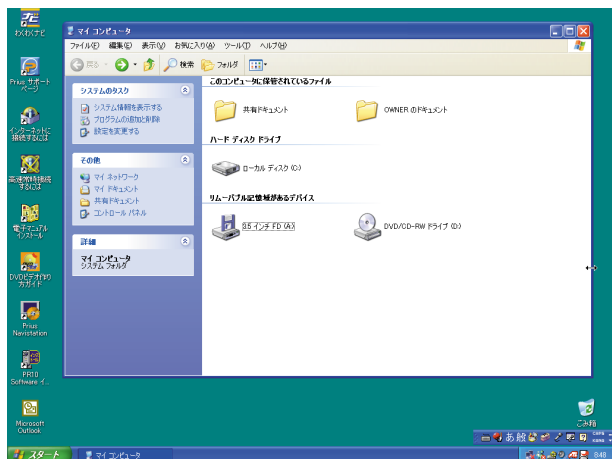 わくわくナビ
Prius サポート
ページ
インターネットに
接続するには
高速常時接続
するには
電子マニュアル
インストール
DVDビデオ作り
方ガイド
Prius
Navistation
PR10
Software イ...
Microsoft
Outlook
マイ コンピュータ
ファイル(F) 編集(E) 表示(V) お気に入り(A) ツール(T) ヘルプ(H)
戻る 検索 フォルダ
システムのタスク
システム情報を表示する
プログラムの追加と削除
設定を変更する
その他
マイ ネットワーク
マイ ドキュメント
共有ドキュメント
コントロール パネル
詳細
マイ コンピュータ
システム フォルダ
このコンピュータに保管されているファイル
共有ドキュメント OWNER のドキュメント
ハード ディスク ドライブ
ローカル ディスク (C:)
リムーバブル記憶域があるデバイス
3.5 インチ FD (A:) DVD/CD-RW ドライブ (D:)
ごみ箱
あ 般 CAPS
KANA
スタート マイ コンピュータ 8:48